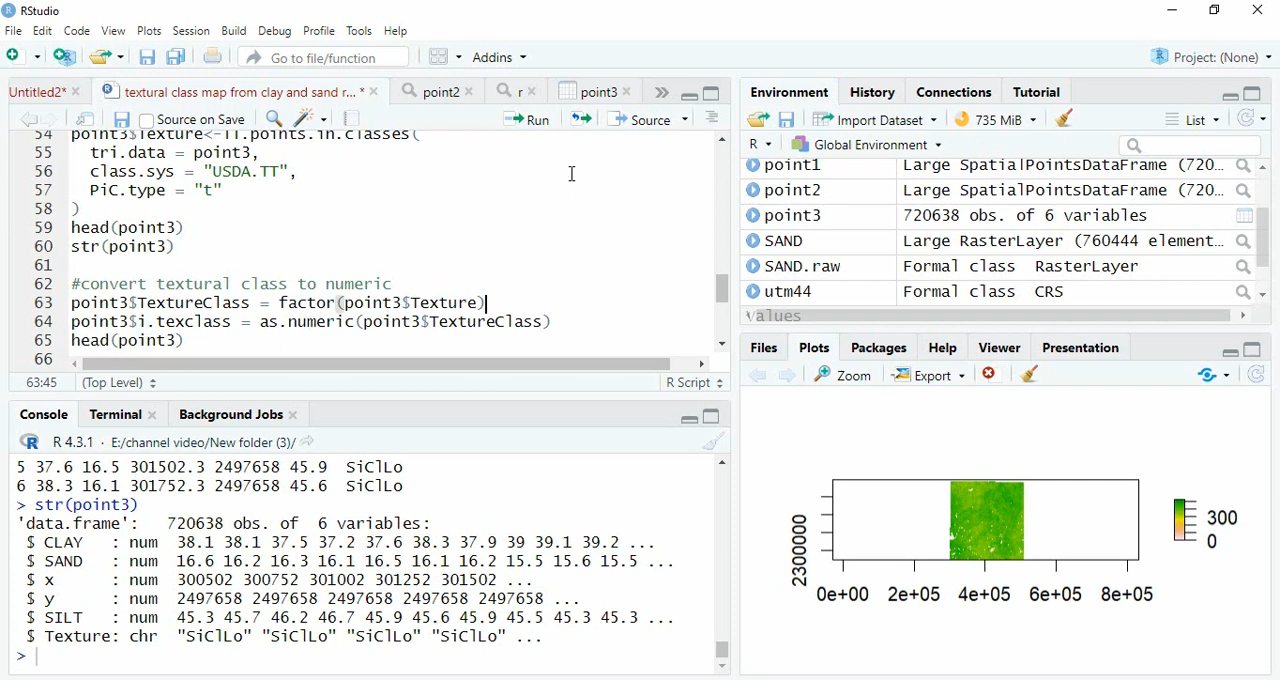 RStudio
File Edit Code View Plots Session Build Debug Profile Tools Help
Go to file/function Addins Project: (None)
Untitled2* textural class map from clay and sand r... * point2 r point3
Source on Save Run Source
54 point3$Texture<-TT.points.in.classes(
55 tri.data = point3,
56 class.sys = "USDA.TT",
57 PiC.type = "t"
58 )
59 head(point3)
60 str(point3)
61
62 #convert textural class to numeric
63 point3$TextureClass = factor(point3$Texture)
64 point3$i.texclass = as.numeric(point3$TextureClass)
65 head(point3)
66
63:45 (Top Level) R Script
Console Terminal Background Jobs
R 4.3.1 · E:/channel video/New folder (3)/
5 37.6 16.5 301502.3 2497658 45.9 SiClLo
6 38.3 16.1 301752.3 2497658 45.6 SiClLo
> str(point3)
'data.frame': 720638 obs. of 6 variables:
$ CLAY : num 38.1 38.1 37.5 37.2 37.6 38.3 37.9 39 39.1 39.2 ...
$ SAND : num 16.6 16.2 16.3 16.1 16.5 16.1 16.2 15.5 15.6 15.5 ...
$ x : num 300502 300752 301002 301252 301502 ...
$ y : num 2497658 2497658 2497658 2497658 2497658 ...
$ SILT : num 45.3 45.7 46.2 46.7 45.9 45.6 45.9 45.5 45.3 45.3 ...
$ Texture: chr "SiClLo" "SiClLo" "SiClLo" "SiClLo" ...
>
Environment History Connections Tutorial
Import Dataset 735 MiB List
R Global Environment
point1 Large SpatialPointsDataFrame (720...
point2 Large SpatialPointsDataFrame (720...
point3 720638 obs. of 6 variables
SAND Large RasterLayer (760444 element...
SAND.raw Formal class RasterLayer
utm44 Formal class CRS
Values
Files Plots Packages Help Viewer Presentation
Zoom Export
2300000
0e+00 2e+05 4e+05 6e+05 8e+05
300
0